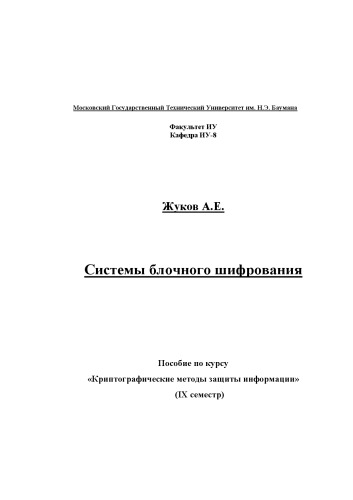 Московский Государственный Технический Университет им. Н.Э. Баумана
Факультет ИУ
Кафедра ИУ-8
Жуков А.Е.
Системы блочного шифрования
Пособие по курсу
«Криптографические методы защиты информации»
(IX семестр)